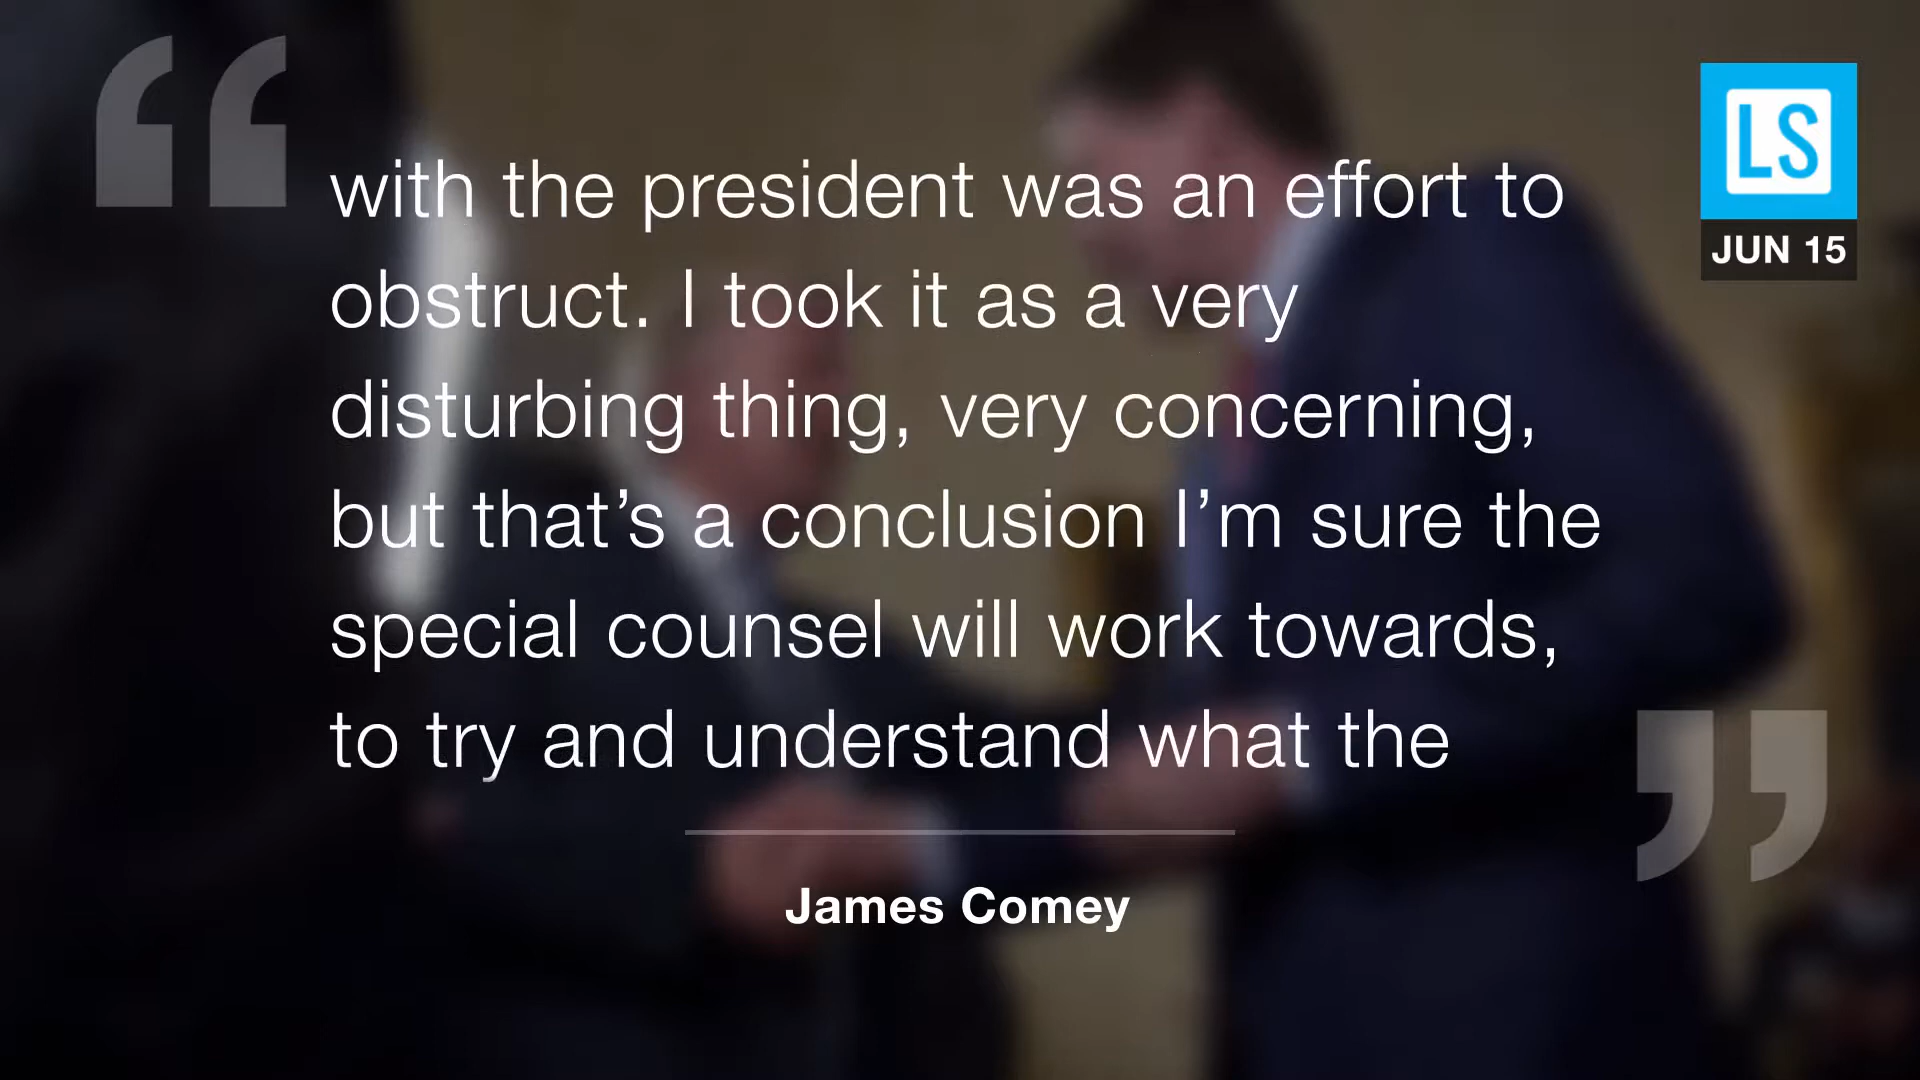 LS
JUN 15
with the president was an effort to
obstruct. I took it as a very
disturbing thing, very concerning,
but that’s a conclusion I’m sure the
special counsel will work towards,
to try and understand what the
James Comey